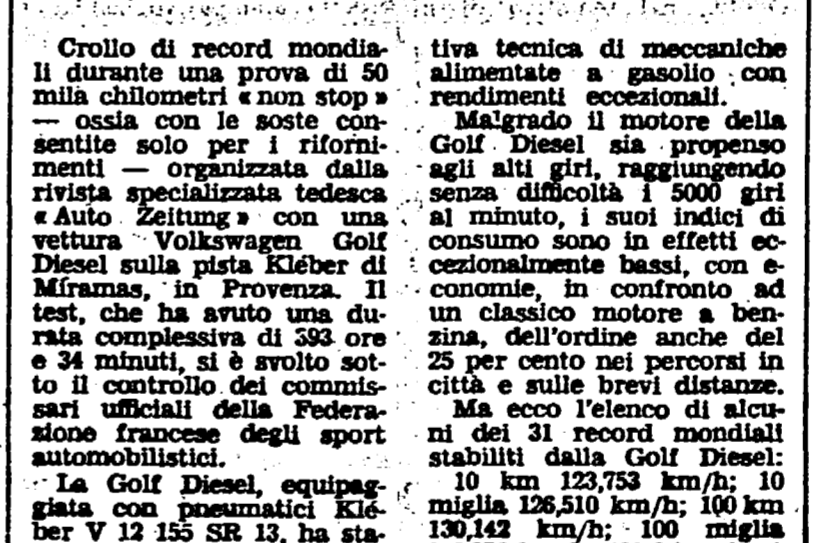 Crollo di record mondia-
li durante una prova di 50
mila chilometri « non stop »
— ossia con le soste con-
sentite solo per i riforni-
menti — organizzata dalla
rivista specializzata tedesca
« Auto Zeitung » con una
vettura Volkswagen Golf
Diesel sulla pista Kléber di
Míramas, in Provenza. Il
test, che ha avuto una du-
rata complessiva di 393 ore
e 34 minuti, si è svolto sot-
to il controllo dei commis-
sari ufficiali della Federa-
zione francese degli sport
automobilistici.
La Golf Diesel, equipag-
giata con pneumatici Klé-
ber V 12 155 SR 13, ha sta-
tiva tecnica di meccaniche
alimentate a gasolio con
rendimenti eccezionali.
Malgrado il motore della
Golf Diesel sia propenso
agli alti giri, raggiungendo
senza difficoltà i 5000 giri
al minuto, i suoi indici di
consumo sono in effetti ec-
cezionalmente bassi, con e-
conomie, in confronto ad
un classico motore a ben-
zina, dell'ordine anche del
25 per cento nei percorsi in
città e sulle brevi distanze.
Ma ecco l'elenco di alcu-
ni dei 31 record mondiali
stabiliti dalla Golf Diesel:
10 km 123,753 km/h; 10
miglia 126,510 km/h; 100 km
130,142 km/h; 100 miglia